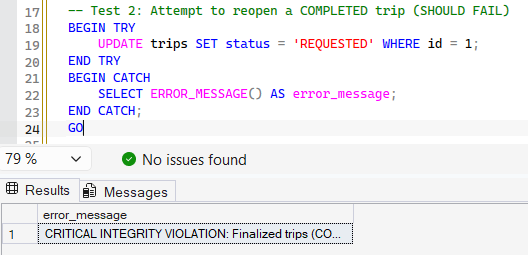 17 -- Test 2: Attempt to reopen a COMPLETED trip (SHOULD FAIL)
18 BEGIN TRY
19 UPDATE trips SET status = 'REQUESTED' WHERE id = 1;
20 END TRY
21 BEGIN CATCH
22 SELECT ERROR_MESSAGE() AS error_message;
23 END CATCH;
24 GO
79 % No issues found
Results Messages
error_message
1 CRITICAL INTEGRITY VIOLATION: Finalized trips (CO...